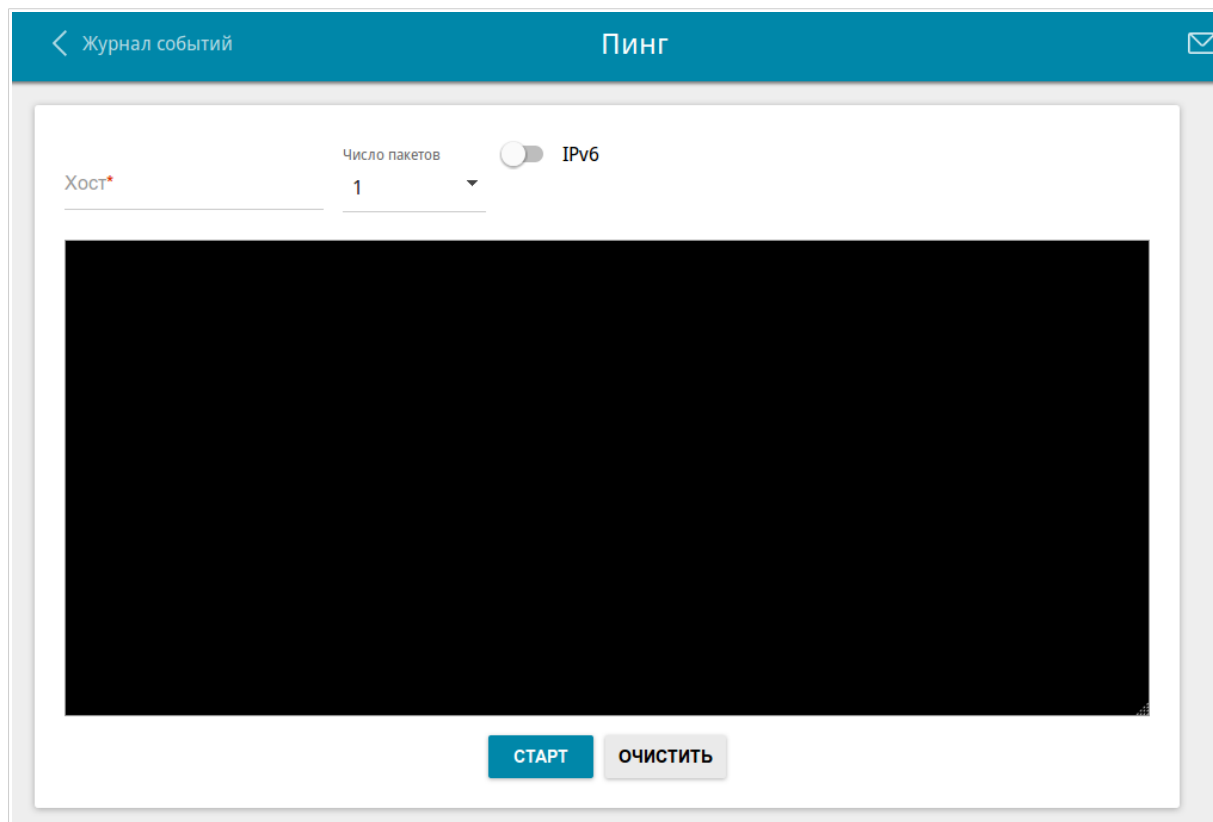 Журнал событий
Пинг
Хост*
Число пакетов
1
IPv6
СТАРТ
ОЧИСТИТЬ